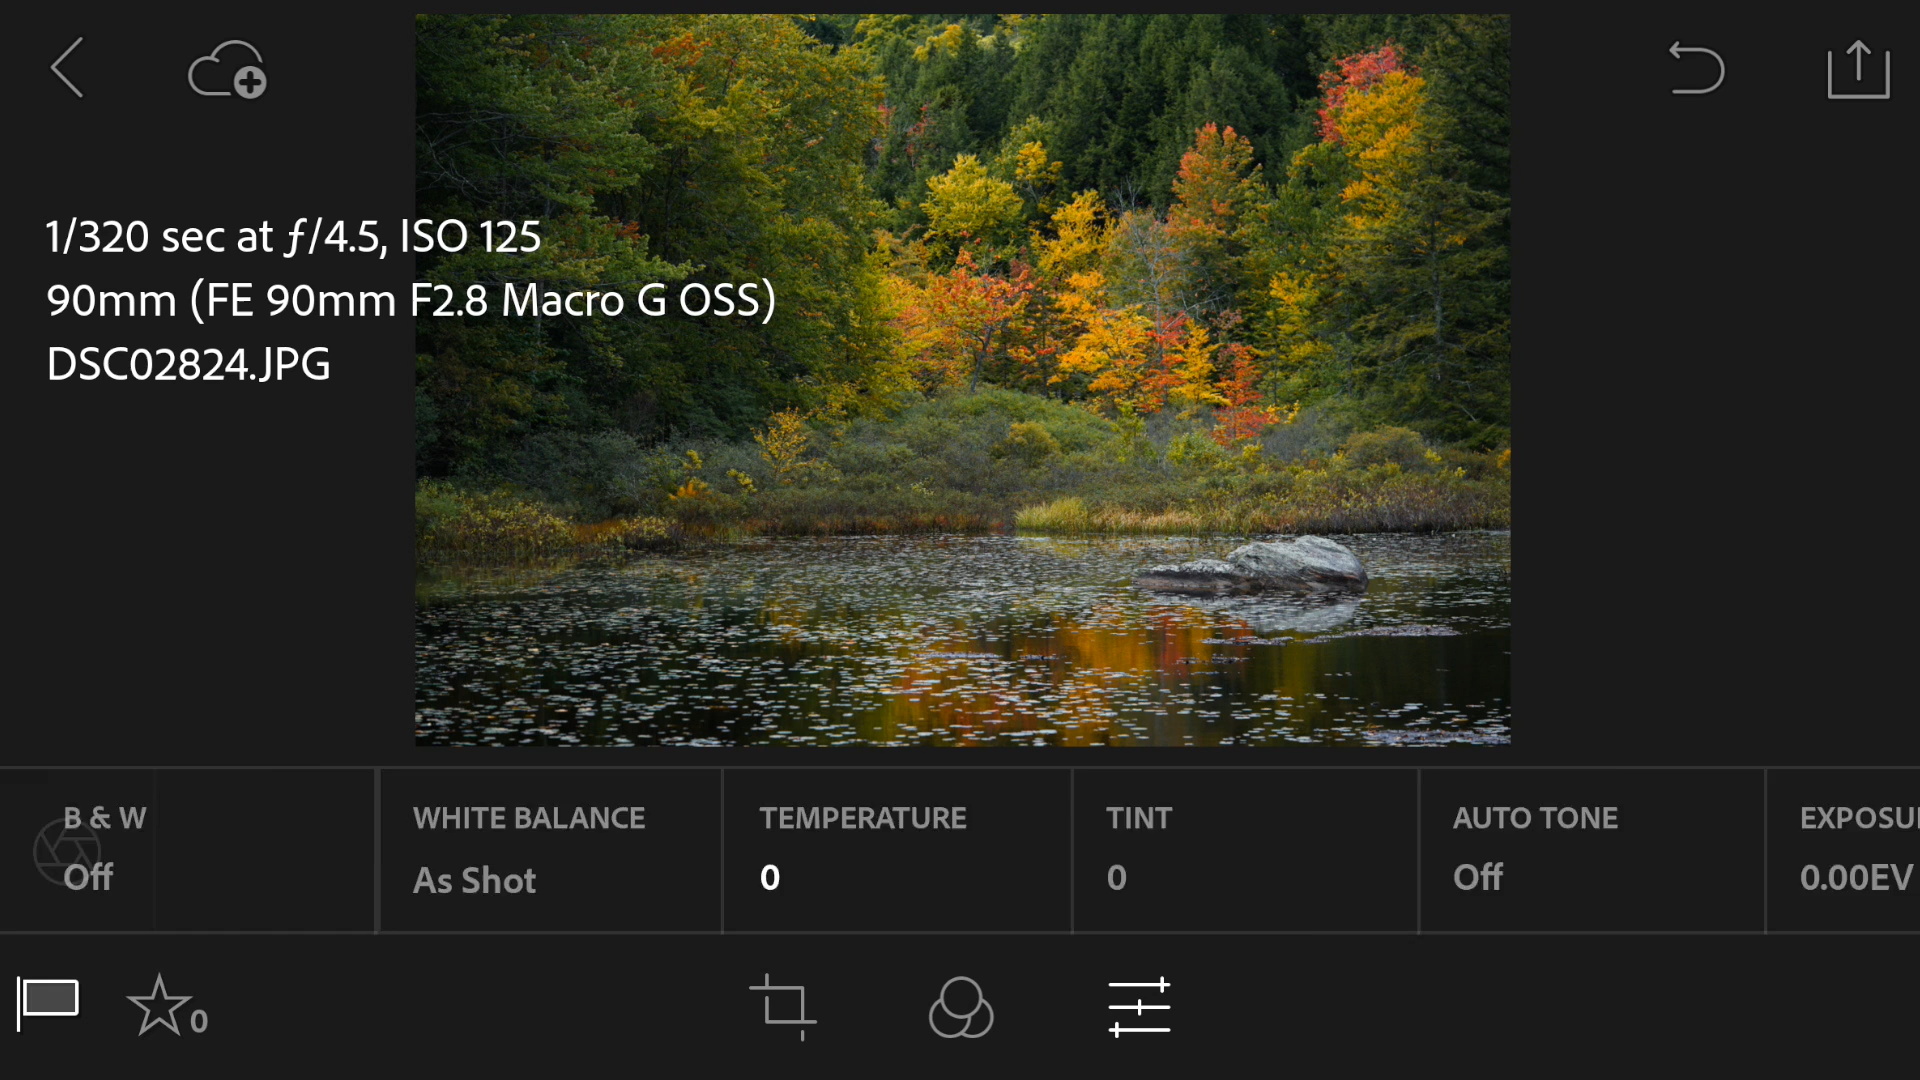 1/320 sec at ƒ/4.5, ISO 125
90mm (FE 90mm F2.8 Macro G OSS)
DSC02824.JPG
B & W
Off
WHITE BALANCE
As Shot
TEMPERATURE
0
TINT
0
AUTO TONE
Off
EXPOSU
0.00EV
0